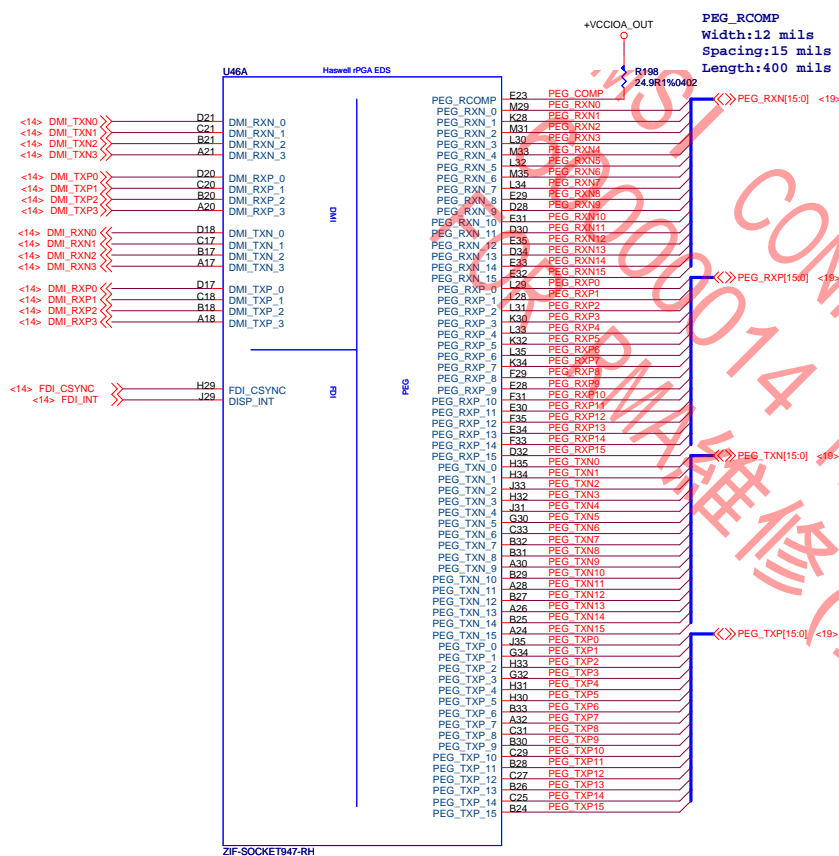 +VCCIOA_OUT
PEG_RCOMP
Width:12 mils
Spacing:15 mils
Length:400 mils
R198
24.9R1%0402
U46A
Haswell rPGA EDS
<14> DMI_TXN0 D21 DMI_RXN_0
<14> DMI_TXN1 C21 DMI_RXN_1
<14> DMI_TXN2 B21 DMI_RXN_2
<14> DMI_TXN3 A21 DMI_RXN_3
<14> DMI_TXP0 D20 DMI_RXP_0
<14> DMI_TXP1 C20 DMI_RXP_1
<14> DMI_TXP2 B20 DMI_RXP_2
<14> DMI_TXP3 A20 DMI_RXP_3
<14> DMI_RXN0 D18 DMI_TXN_0
<14> DMI_RXN1 C17 DMI_TXN_1
<14> DMI_RXN2 B17 DMI_TXN_2
<14> DMI_RXN3 A17 DMI_TXN_3
<14> DMI_RXP0 D17 DMI_TXP_0
<14> DMI_RXP1 C18 DMI_TXP_1
<14> DMI_RXP2 B18 DMI_TXP_2
<14> DMI_RXP3 A18 DMI_TXP_3
<14> FDI_CSYNC H29 FDI_CSYNC
<14> FDI_INT J29 DISP_INT
DMI
FDI
PEG
PEG_RCOMP E23 PEG_COMP
PEG_RXN_0 M29 PEG_RXN0
PEG_RXN_1 K28 PEG_RXN1
PEG_RXN_2 M31 PEG_RXN2
PEG_RXN_3 L30 PEG_RXN3
PEG_RXN_4 M33 PEG_RXN4
PEG_RXN_5 L32 PEG_RXN5
PEG_RXN_6 M35 PEG_RXN6
PEG_RXN_7 L34 PEG_RXN7
PEG_RXN_8 E29 PEG_RXN8
PEG_RXN_9 D28 PEG_RXN9
PEG_RXN_10 E31 PEG_RXN10
PEG_RXN_11 D30 PEG_RXN11
PEG_RXN_12 E35 PEG_RXN12
PEG_RXN_13 D34 PEG_RXN13
PEG_RXN_14 E33 PEG_RXN14
PEG_RXN_15 E32 PEG_RXN15
PEG_RXP_0 L29 PEG_RXP0
PEG_RXP_1 L28 PEG_RXP1
PEG_RXP_2 L31 PEG_RXP2
PEG_RXP_3 K30 PEG_RXP3
PEG_RXP_4 L33 PEG_RXP4
PEG_RXP_5 K32 PEG_RXP5
PEG_RXP_6 L35 PEG_RXP6
PEG_RXP_7 K34 PEG_RXP7
PEG_RXP_8 F29 PEG_RXP8
PEG_RXP_9 E28 PEG_RXP9
PEG_RXP_10 F31 PEG_RXP10
PEG_RXP_11 E30 PEG_RXP11
PEG_RXP_12 F35 PEG_RXP12
PEG_RXP_13 E34 PEG_RXP13
PEG_RXP_14 F33 PEG_RXP14
PEG_RXP_15 D32 PEG_RXP15
PEG_TXN_0 H35 PEG_TXN0
PEG_TXN_1 H34 PEG_TXN1
PEG_TXN_2 J33 PEG_TXN2
PEG_TXN_3 H32 PEG_TXN3
PEG_TXN_4 J31 PEG_TXN4
PEG_TXN_5 G30 PEG_TXN5
PEG_TXN_6 C33 PEG_TXN6
PEG_TXN_7 B32 PEG_TXN7
PEG_TXN_8 B31 PEG_TXN8
PEG_TXN_9 A30 PEG_TXN9
PEG_TXN_10 B29 PEG_TXN10
PEG_TXN_11 A28 PEG_TXN11
PEG_TXN_12 B27 PEG_TXN12
PEG_TXN_13 A26 PEG_TXN13
PEG_TXN_14 B25 PEG_TXN14
PEG_TXN_15 A24 PEG_TXN15
PEG_TXP_0 J35 PEG_TXP0
PEG_TXP_1 G34 PEG_TXP1
PEG_TXP_2 H33 PEG_TXP2
PEG_TXP_3 G32 PEG_TXP3
PEG_TXP_4 H31 PEG_TXP4
PEG_TXP_5 H30 PEG_TXP5
PEG_TXP_6 B33 PEG_TXP6
PEG_TXP_7 A32 PEG_TXP7
PEG_TXP_8 C31 PEG_TXP8
PEG_TXP_9 B30 PEG_TXP9
PEG_TXP_10 C29 PEG_TXP10
PEG_TXP_11 B28 PEG_TXP11
PEG_TXP_12 C27 PEG_TXP12
PEG_TXP_13 B26 PEG_TXP13
PEG_TXP_14 C25 PEG_TXP14
PEG_TXP_15 B24 PEG_TXP15
PEG_RXN[15:0] <19>
PEG_RXP[15:0] <19>
PEG_TXN[15:0] <19>
PEG_TXP[15:0] <19>
ZIF-SOCKET947-RH
MSI
FOR RMA維修(